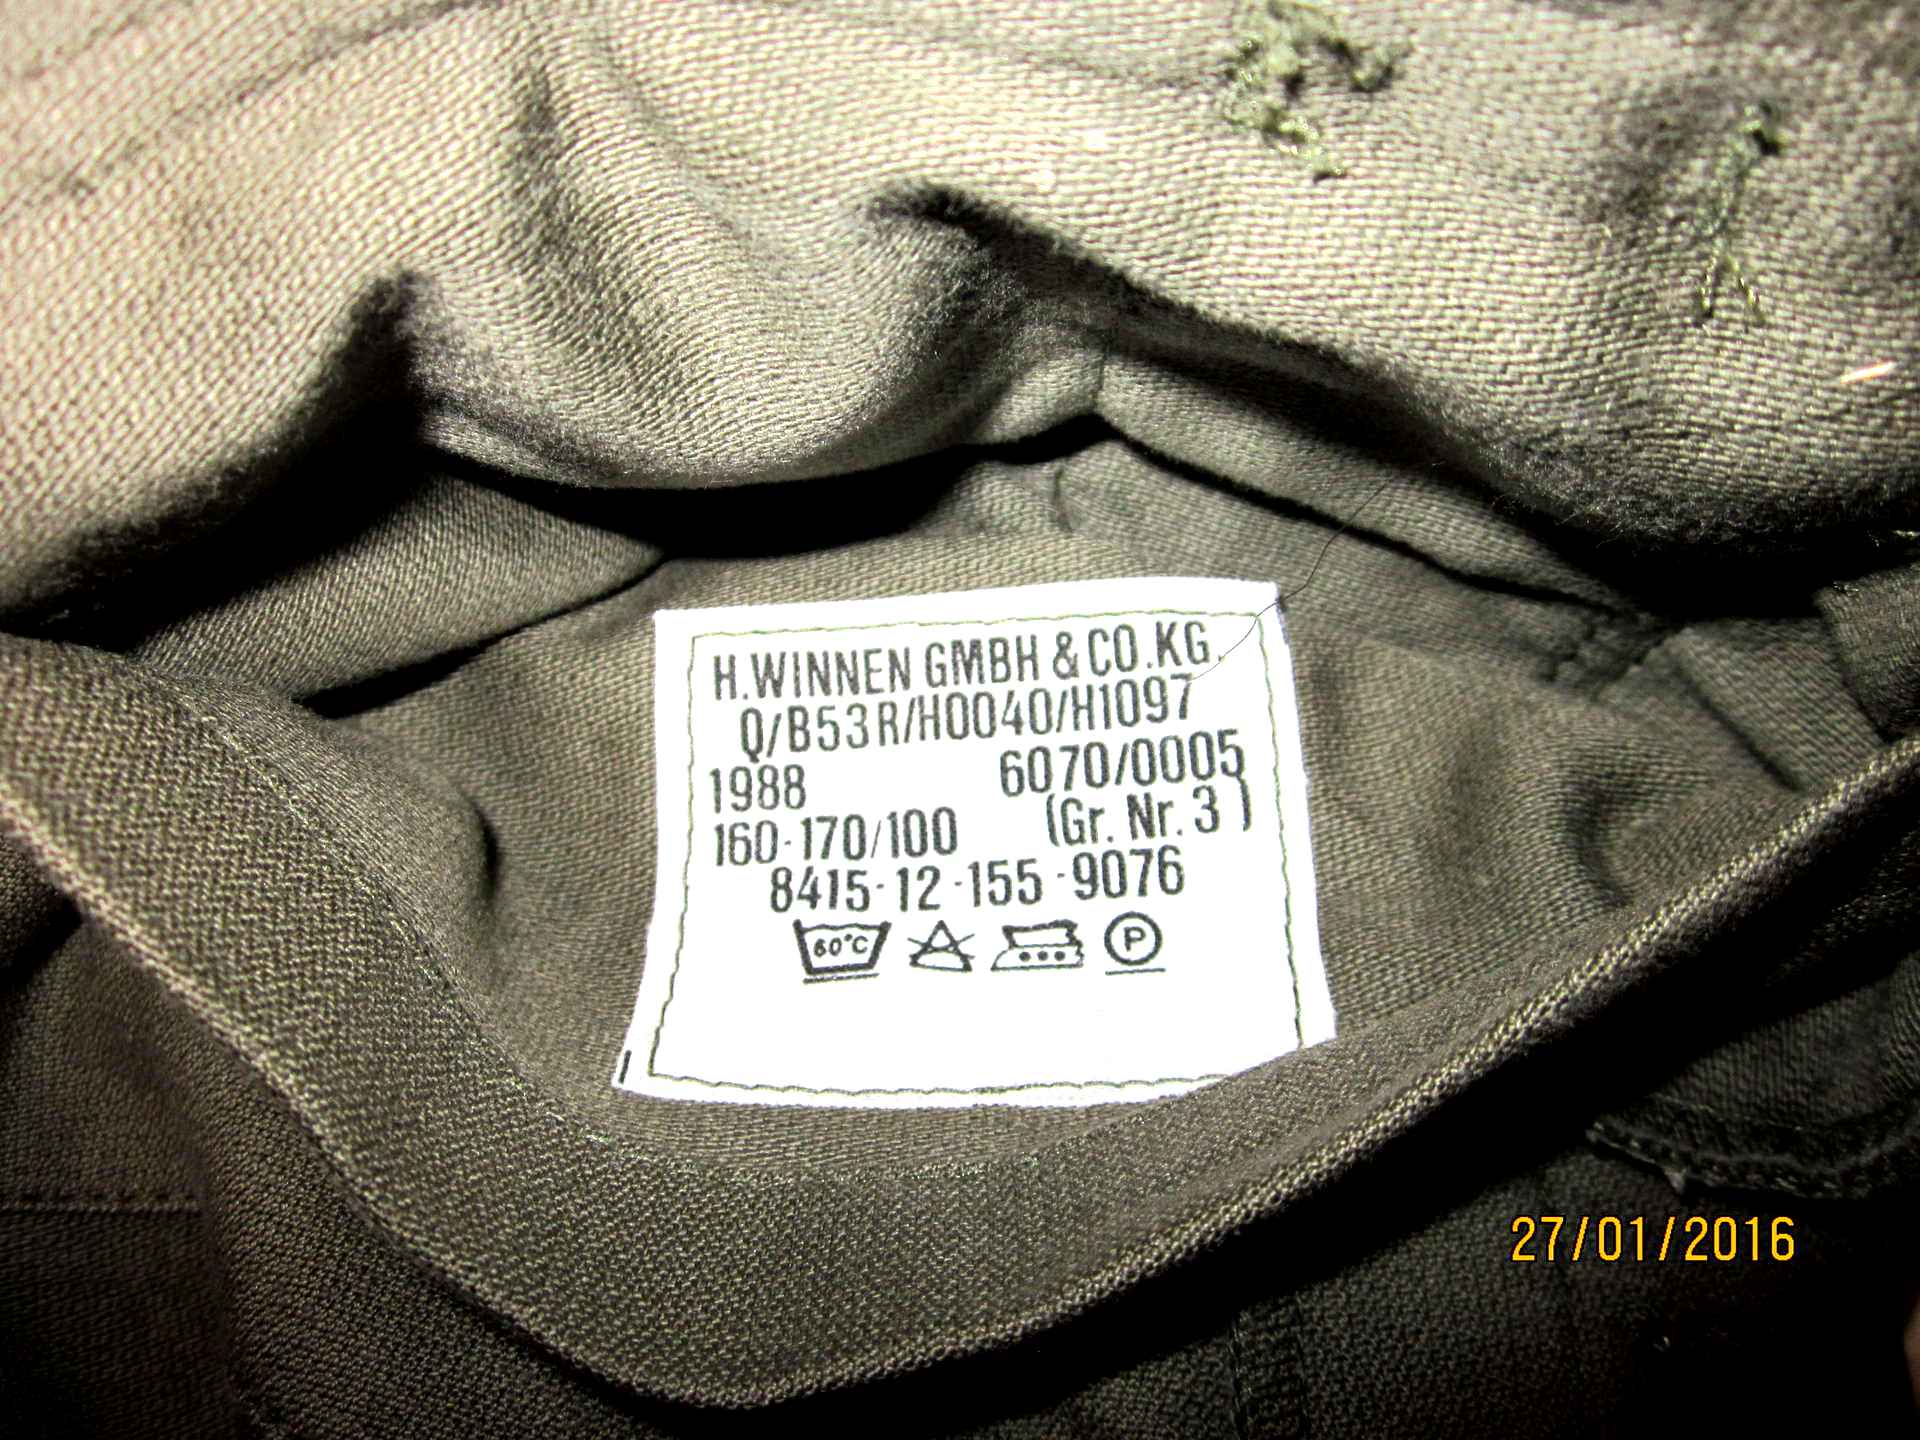 H.WINNEN GMBH & CO.KG.
Q/B53R/H0040/H1097
1988 6070/0005
160-170/100 (Gr. Nr. 3 )
8415-12-155-9076
60°C P
27/01/2016